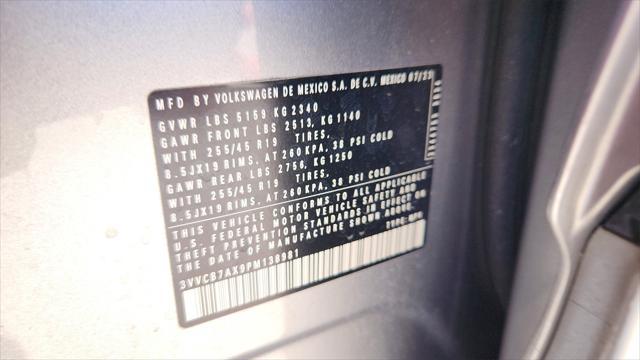 MFD BY VOLKSWAGEN DE MEXICO S.A. DE C.V. MEXICO 07/23
GVWR LBS 5159 KG 2340
GAWR FRONT LBS 2513, KG 1140
WITH 255/45 R19 TIRES,
8.5JX19 RIMS, AT 260 KPA, 38 PSI COLD
GAWR REAR LBS 2756, KG 1250
WITH 255/45 R19 TIRES,
8.5JX19 RIMS, AT 260 KPA, 38 PSI COLD
THIS VEHICLE CONFORMS TO ALL APPLICABLE
U.S. FEDERAL MOTOR VEHICLE SAFETY AND
THEFT PREVENTION STANDARDS IN EFFECT ON
THE DATE OF MANUFACTURE SHOWN ABOVE.
TYPE: MPV
3VVCB7AX9PM138981